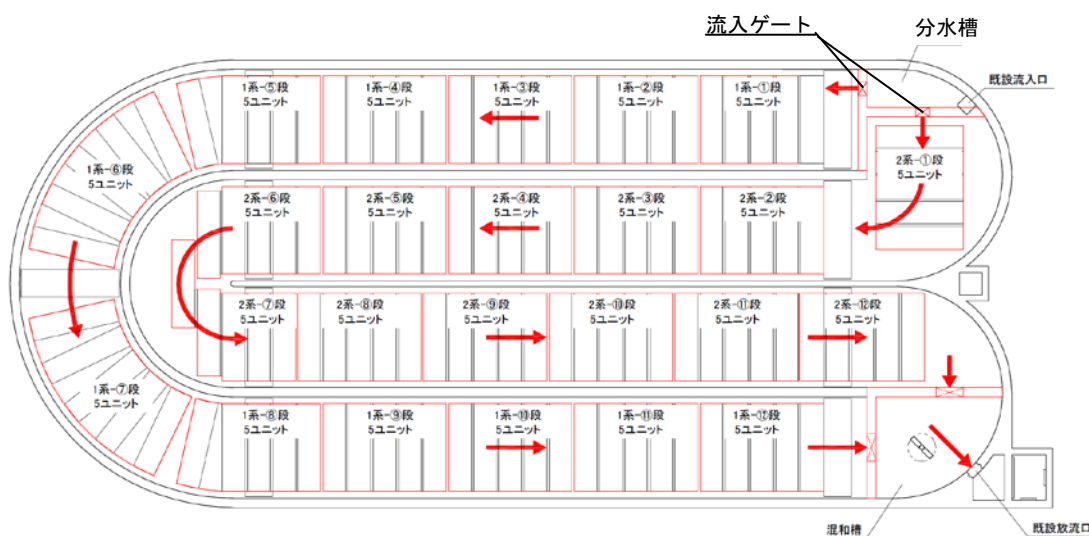 流入ゲート
分水槽
既設流入口
1系-⑤段
5ユニット
1系-④段
5ユニット
1系-③段
5ユニット
1系-②段
5ユニット
1系-①段
5ユニット
1系-⑥段
5ユニット
2系-①段
5ユニット
2系-⑥段
5ユニット
2系-⑤段
5ユニット
2系-④段
5ユニット
2系-③段
5ユニット
2系-②段
5ユニット
2系-⑦段
5ユニット
2系-⑧段
5ユニット
2系-⑨段
5ユニット
2系-⑩段
5ユニット
2系-⑪段
5ユニット
2系-⑫段
5ユニット
1系-⑦段
5ユニット
1系-⑧段
5ユニット
1系-⑨段
5ユニット
1系-⑩段
5ユニット
1系-⑪段
5ユニット
1系-⑫段
5ユニット
混和槽
既設放流口